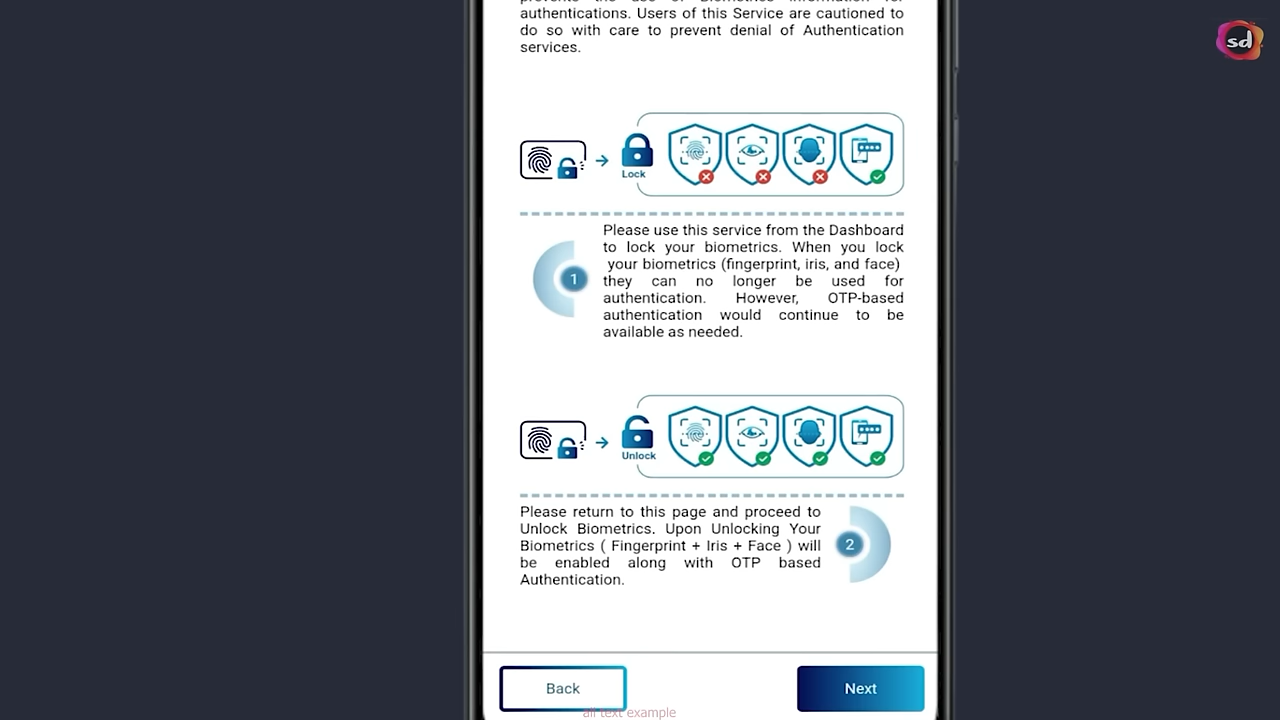 prevents the use of Biometrics information for
authentications. Users of this Service are cautioned to
do so with care to prevent denial of Authentication
services.
sd
Lock
Please use this service from the Dashboard
to lock your biometrics. When you lock
your biometrics (fingerprint, iris, and face)
they can no longer be used for
authentication. However, OTP-based
authentication would continue to be
available as needed.
1
Unlock
Please return to this page and proceed to
Unlock Biometrics. Upon Unlocking Your
Biometrics ( Fingerprint + Iris + Face ) will
be enabled along with OTP based
Authentication.
2
Back
Next
all text example